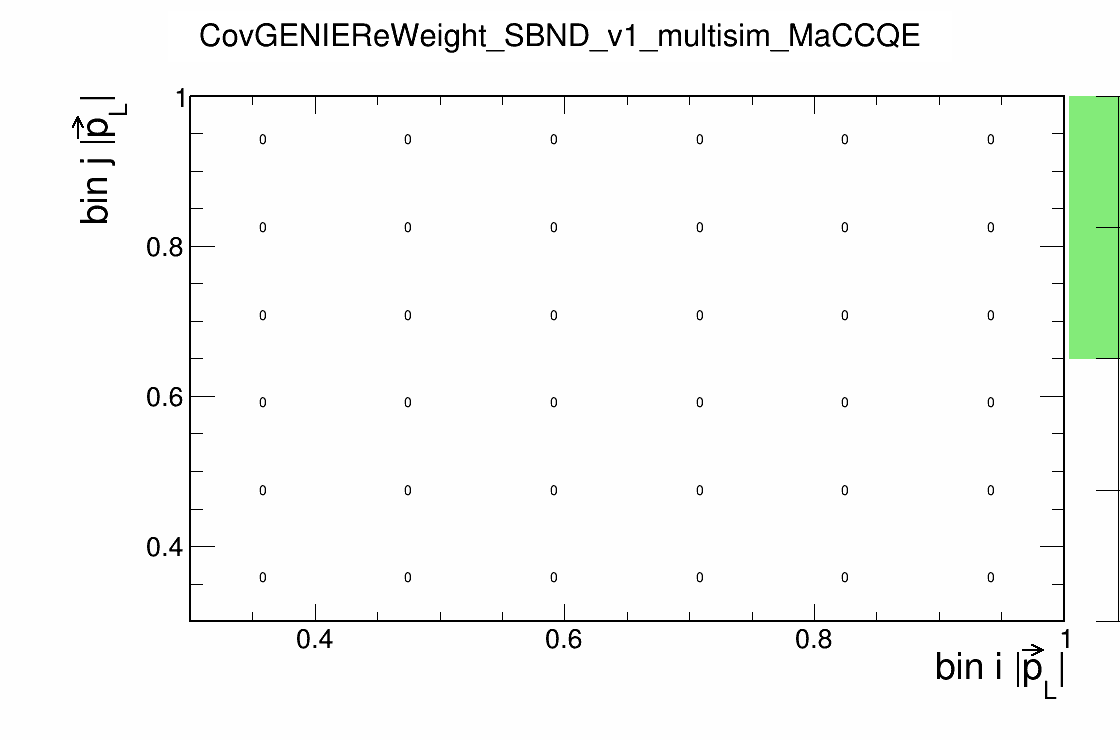 CovGENIEReWeight_SBND_v1_multisim_MaCCQE
bin j |p⃗_L|
1
0 0 0 0 0 0
0 0 0 0 0 0
0.8
0 0 0 0 0 0
0.6
0 0 0 0 0 0
0 0 0 0 0 0
0.4
0 0 0 0 0 0
0.4 0.6 0.8 1
bin i |p⃗_L|